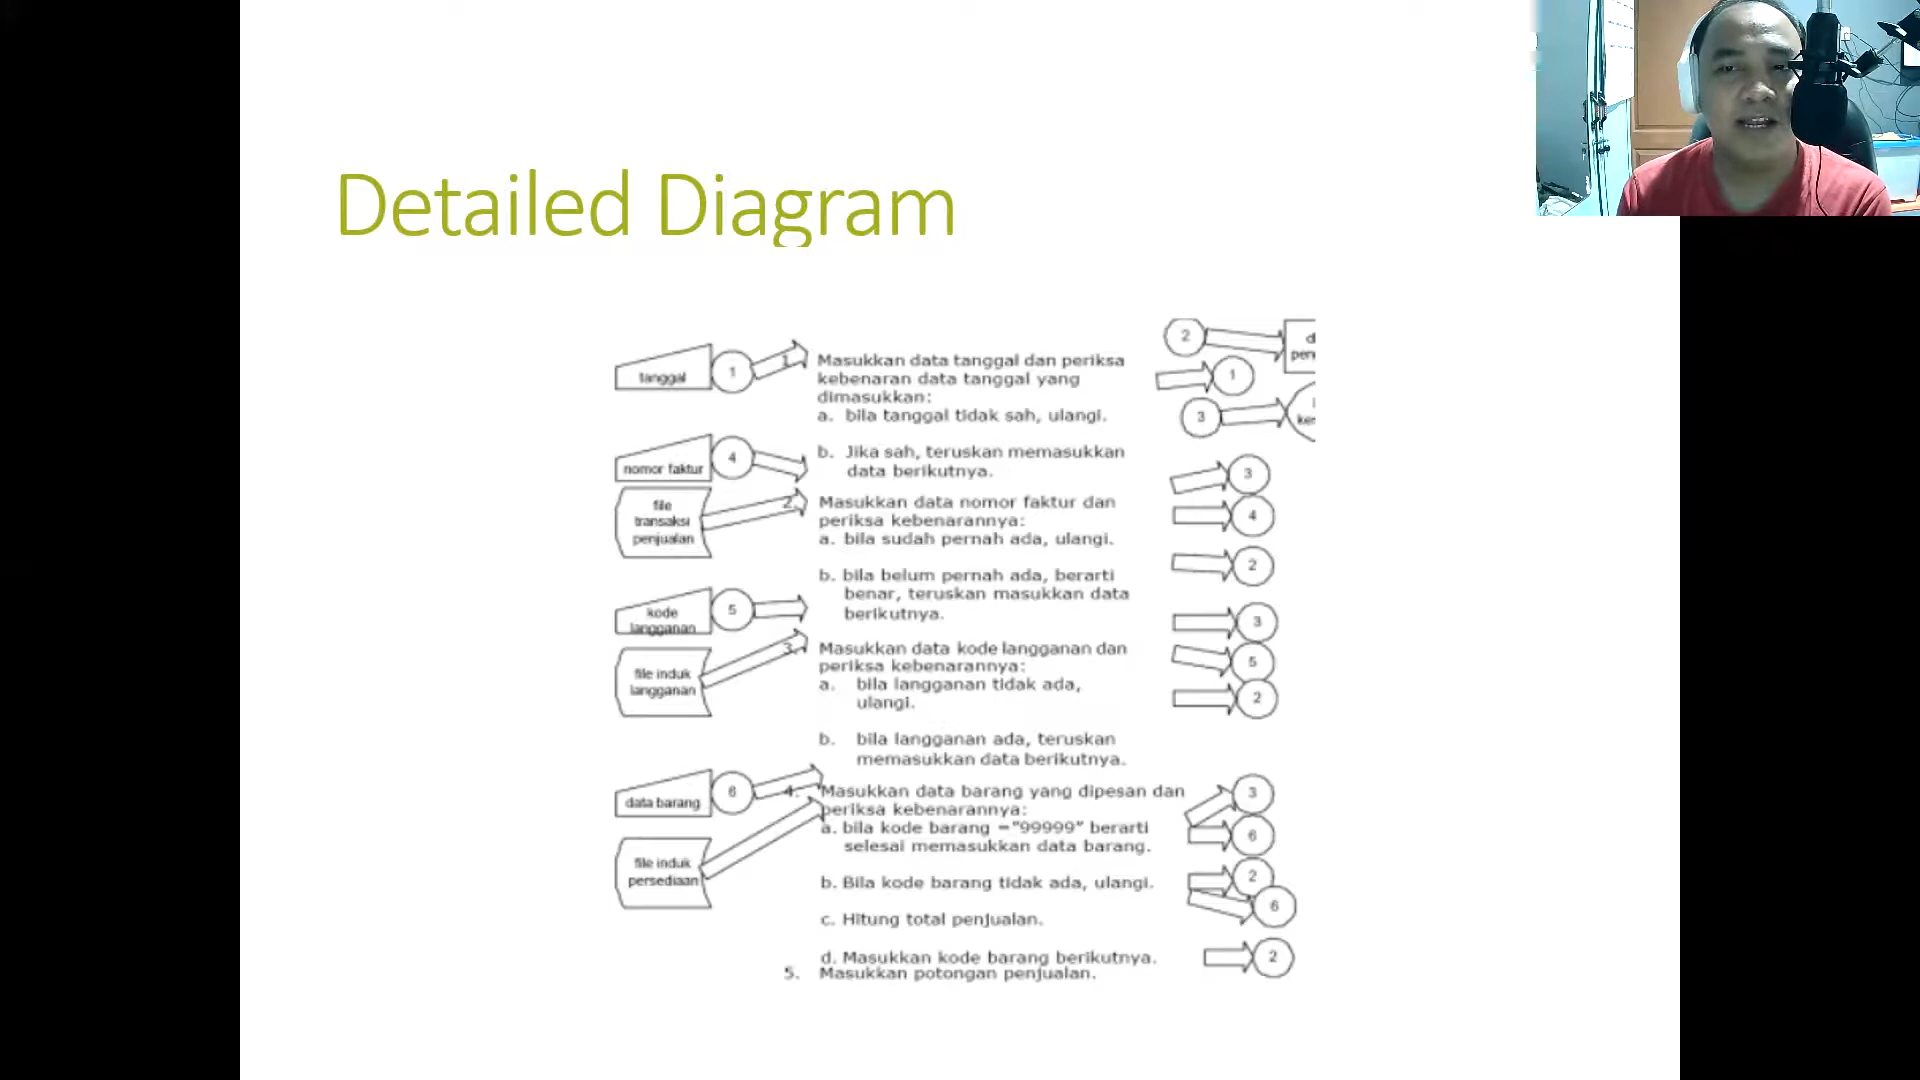 Detailed Diagram
tanggal
1
1.
Masukkan data tanggal dan periksa
kebenaran data tanggal yang
dimasukkan:
a. bila tanggal tidak sah, ulangi.
b. Jika sah, teruskan memasukkan
data berikutnya.
nomor faktur
4
file
transaksi
penjualan
2.
Masukkan data nomor faktur dan
periksa kebenarannya:
a. bila sudah pernah ada, ulangi.
b. bila belum pernah ada, berarti
benar, teruskan masukkan data
berikutnya.
kode
langganan
5
file induk
langganan
3.
Masukkan data kode langganan dan
periksa kebenarannya:
a. bila langganan tidak ada,
ulangi.
b. bila langganan ada, teruskan
memasukkan data berikutnya.
data barang
6
file induk
persediaan
4.
Masukkan data barang yang dipesan dan
periksa kebenarannya:
a. bila kode barang ="99999" berarti
selesai memasukkan data barang.
b. Bila kode barang tidak ada, ulangi.
c. Hitung total penjualan.
d. Masukkan kode barang berikutnya.
5. Masukkan potongan penjualan.
2
d
pen
1
3
3
4
2
3
5
2
3
6
2
6
2